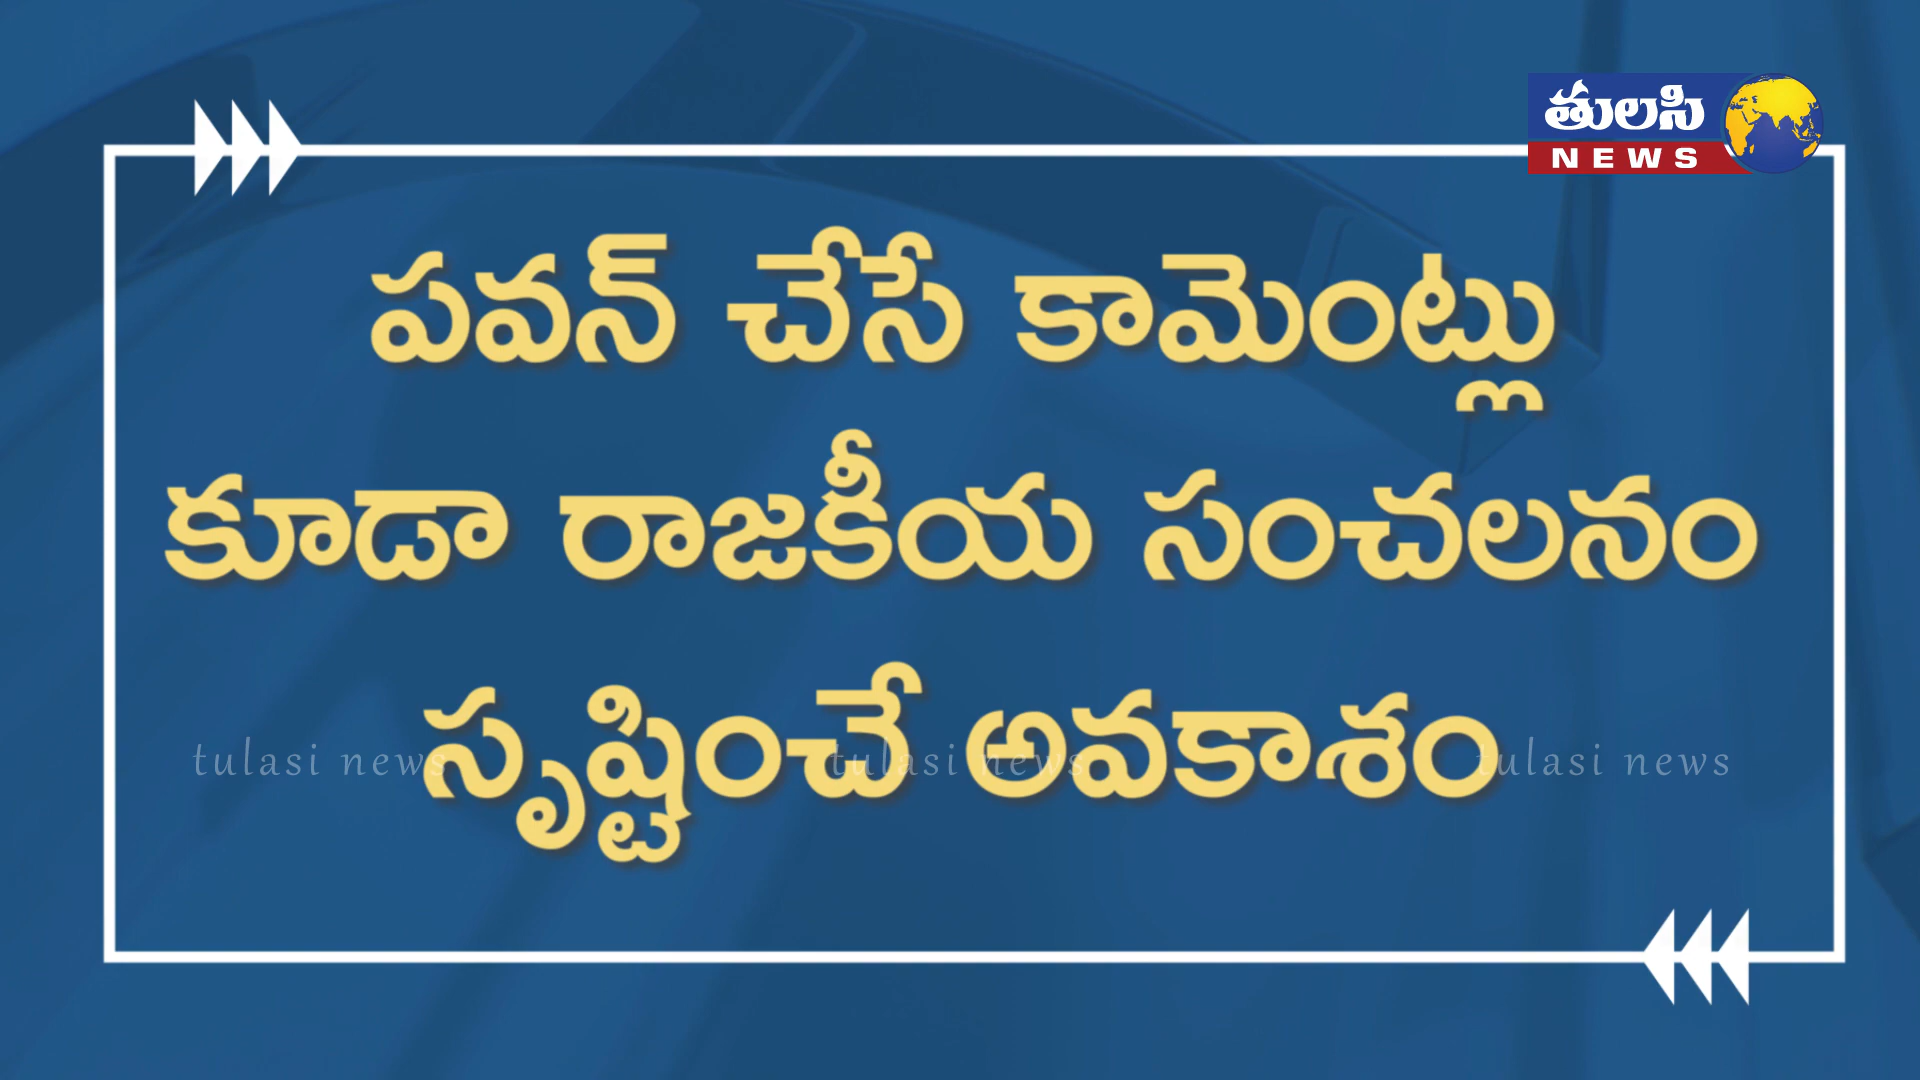 తులసి
NEWS
పవన్ చేసే కామెంట్లు
కూడా రాజకీయ సంచలనం
సృష్టించే అవకాశం
tulasi news tulasi news tulasi news